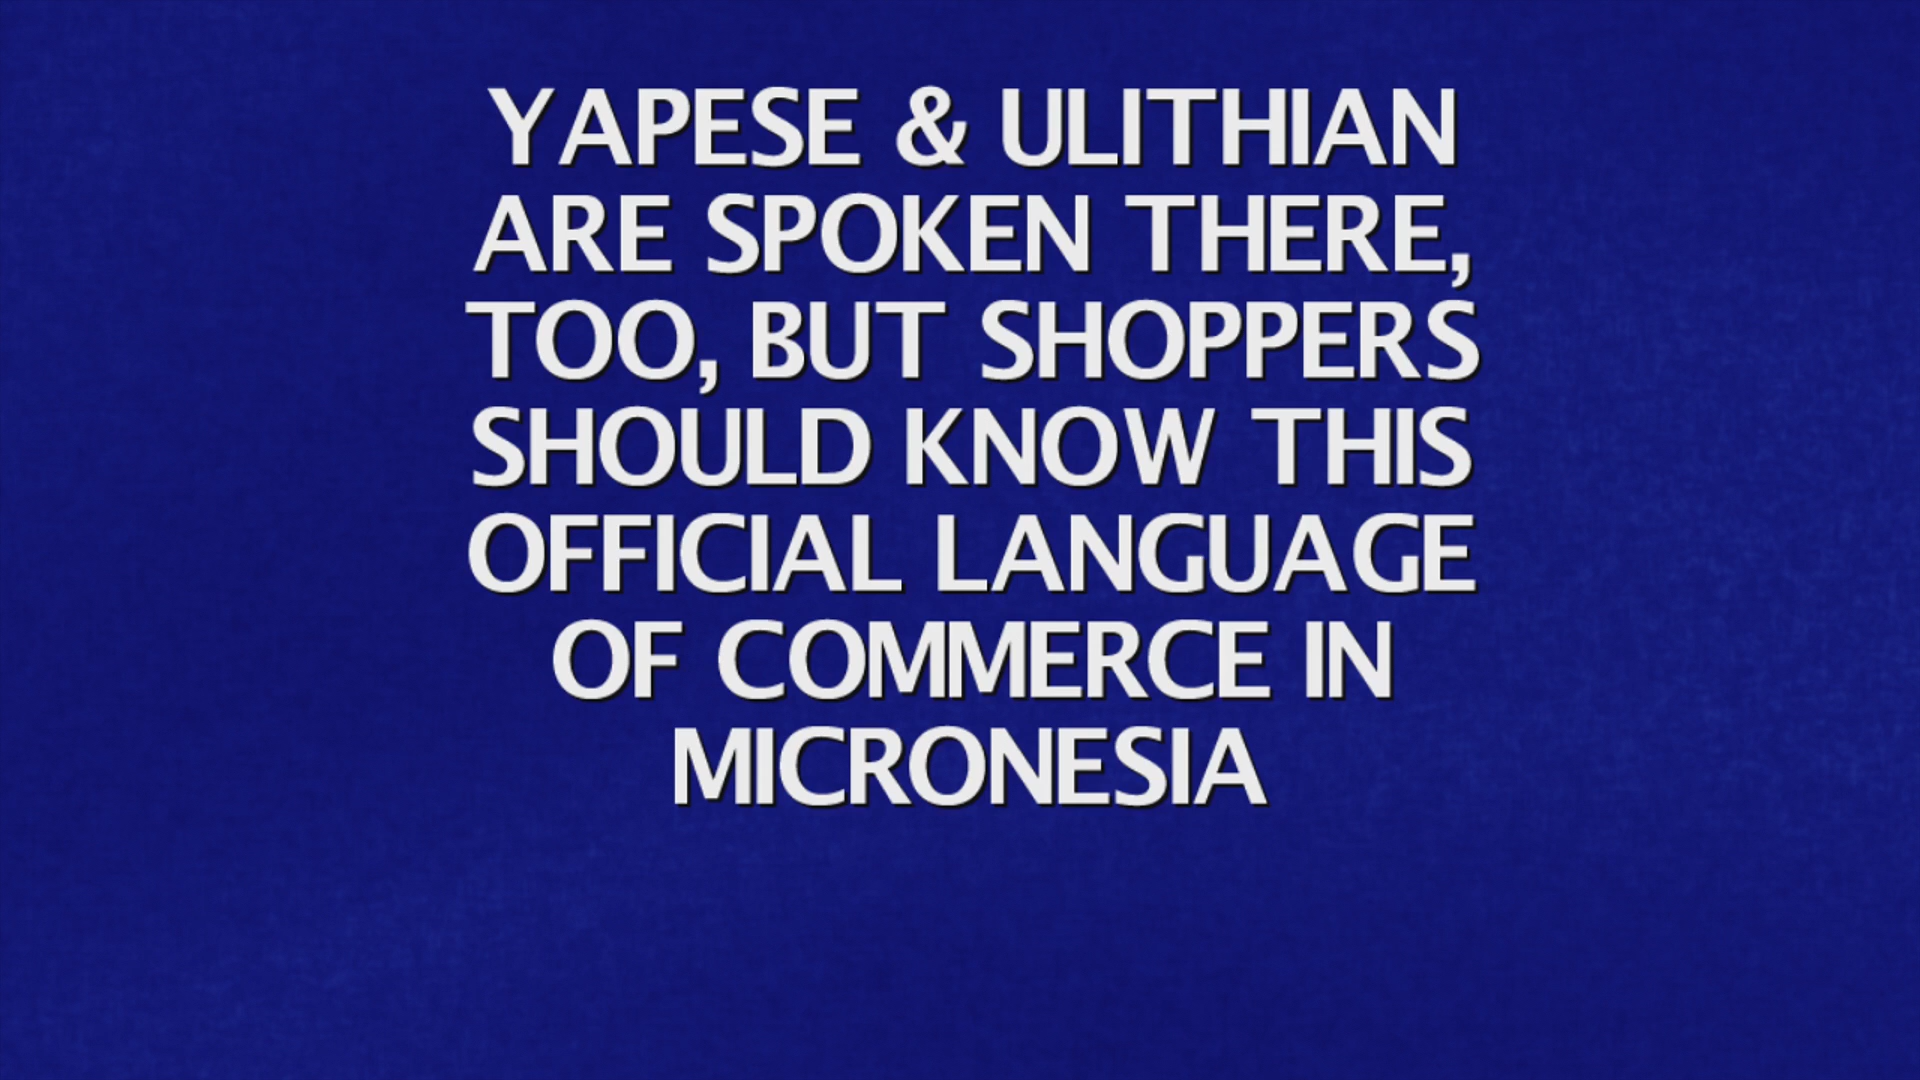 YAPESE & ULITHIAN
ARE SPOKEN THERE,
TOO, BUT SHOPPERS
SHOULD KNOW THIS
OFFICIAL LANGUAGE
OF COMMERCE IN
MICRONESIA